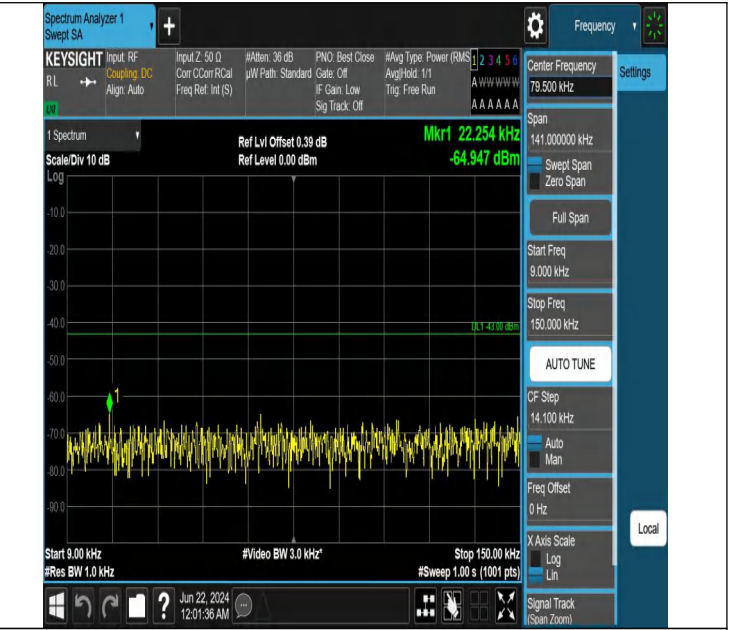 Spectrum Analyzer 1
Swept SA
+
Frequency
KEYSIGHT
Input: RF
Input Z: 50 Ω
#Atten: 36 dB
PNO: Best Close
#Avg Type: Power (RMS
1 2 3 4 5 6
RL
Coupling: DC
Corr CCorr RCal
µW Path: Standard
Gate: Off
Avg|Hold: 1/1
A W W W W W
Align: Auto
Freq Ref: Int (S)
IF Gain: Low
Trig: Free Run
Sig Track: Off
A A A A A A
1 Spectrum
Ref Lvl Offset 0.39 dB
Mkr1 22.254 kHz
Scale/Div 10 dB
Ref Level 0.00 dBm
-64.947 dBm
Log
-10.0
-20.0
-30.0
-40.0
DL1 -43.00 dBm
-50.0
-60.0
1
-70.0
-80.0
-90.0
Start 9.00 kHz
#Video BW 3.0 kHz*
Stop 150.00 kHz
#Res BW 1.0 kHz
#Sweep 1.00 s (1001 pts)
Jun 22, 2024
12:01:36 AM
?
Center Frequency
79.500 kHz
Settings
Span
141.000000 kHz
Swept Span
Zero Span
Full Span
Start Freq
9.000 kHz
Stop Freq
150.000 kHz
AUTO TUNE
CF Step
14.100 kHz
Auto
Man
Freq Offset
0 Hz
Local
X Axis Scale
Log
Lin
Signal Track
(Span Zoom)